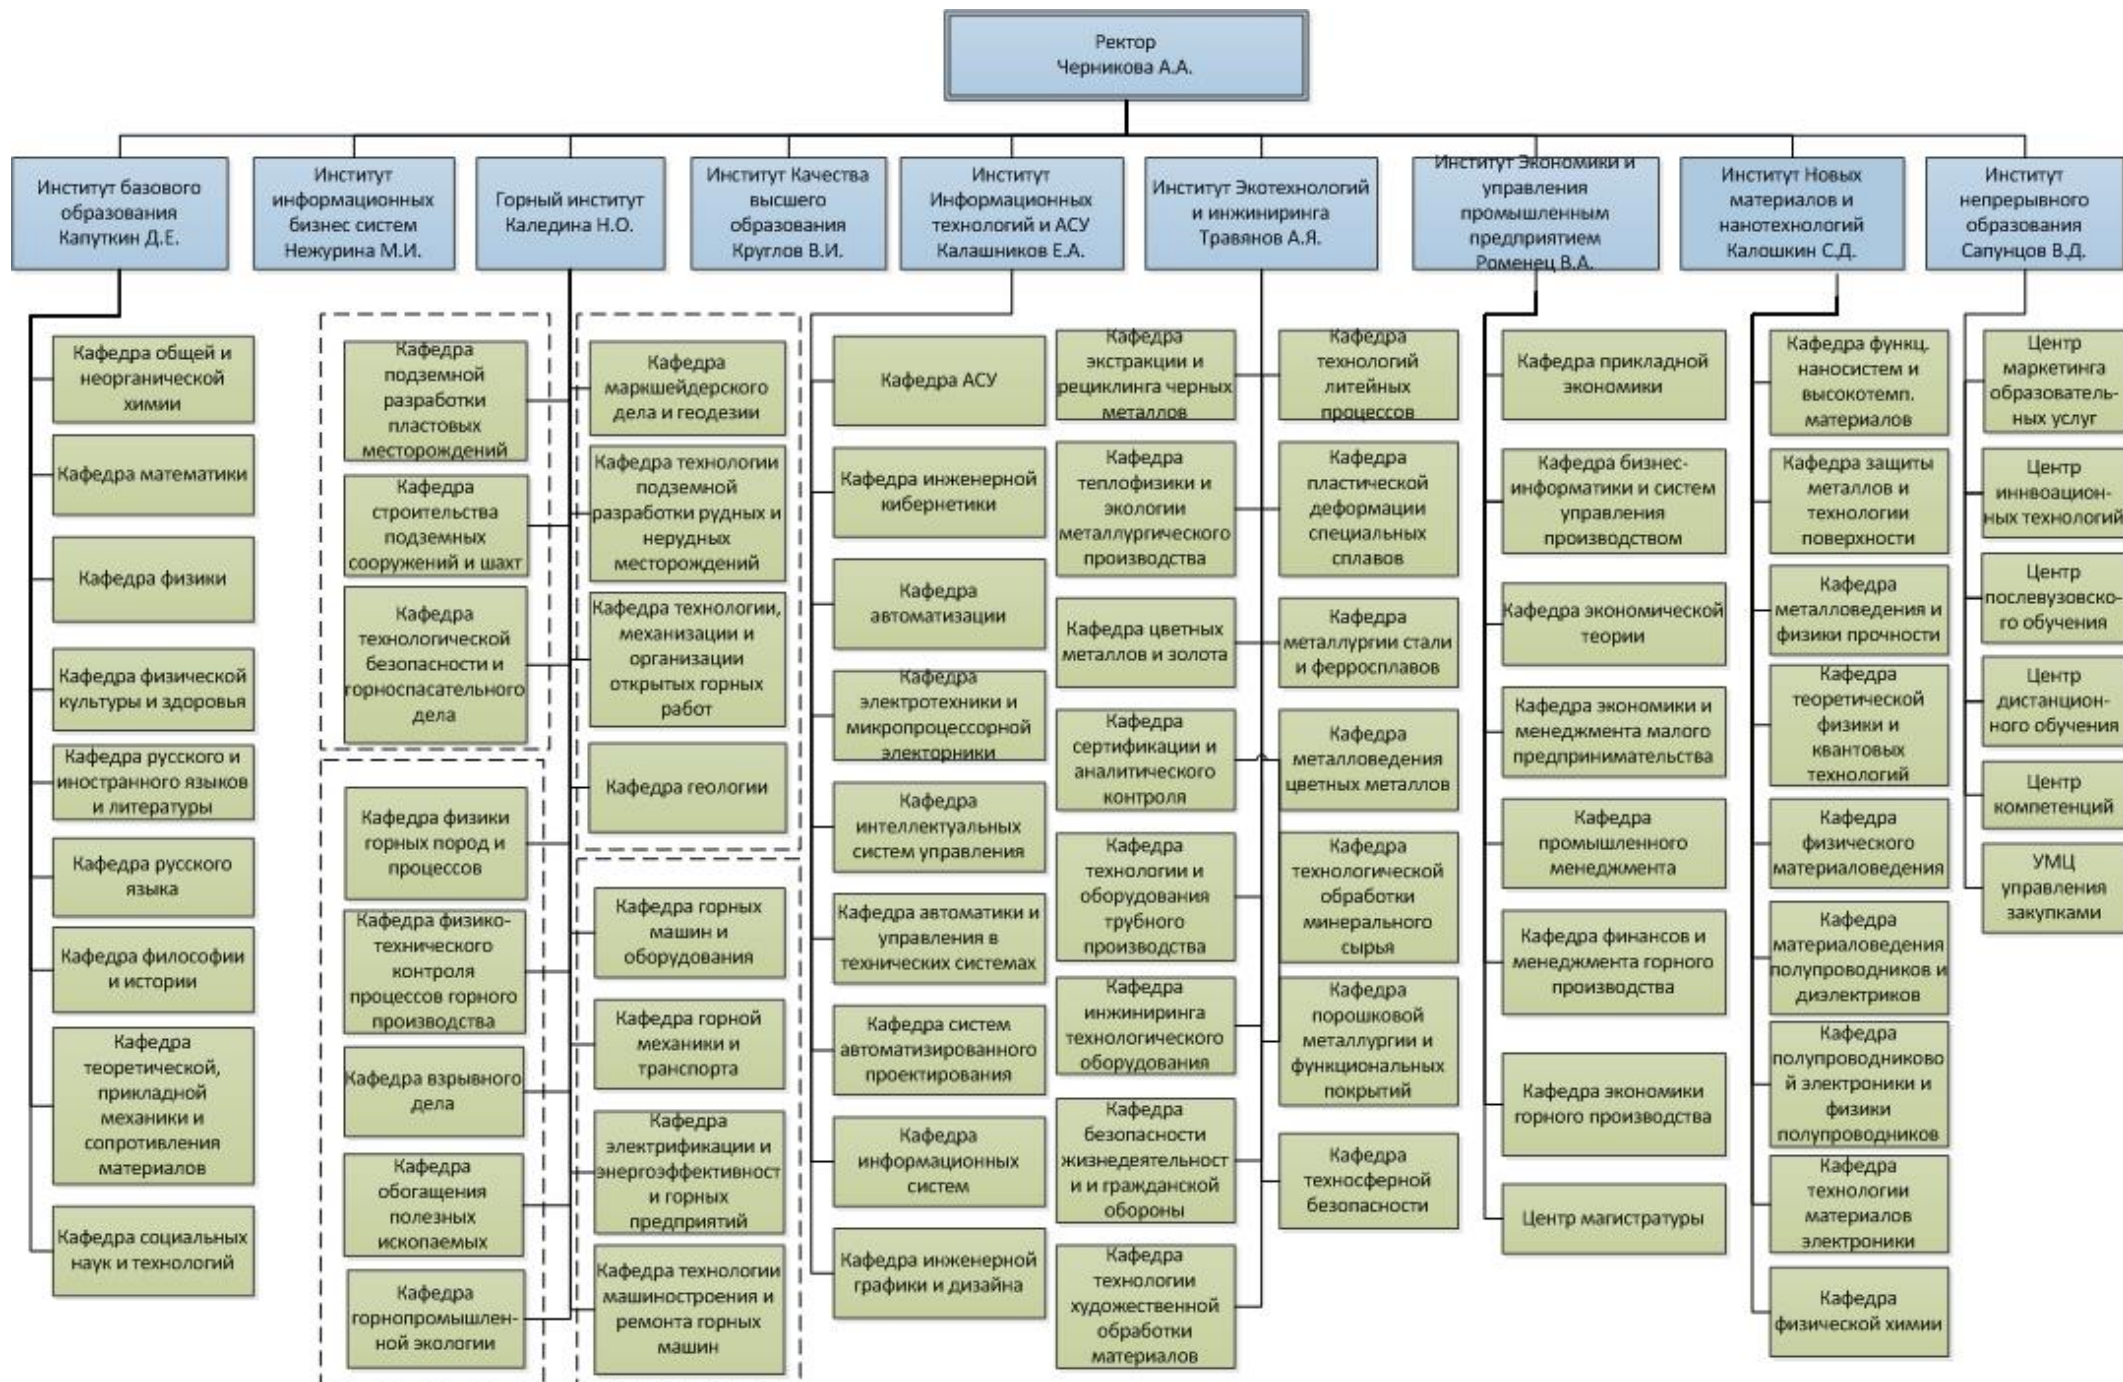 Ректор
Черникова А.А.
Институт базового
образования
Капуткин Д.Е.
Институт
информационных
бизнес систем
Нежурина М.И.
Горный институт
Каледина Н.О.
Институт Качества
высшего
образования
Круглов В.И.
Институт
Информационных
технологий и АСУ
Калашников Е.А.
Институт Экотехнологий
и инжиниринга
Травянов А.Я.
Институт Экономики и
управления
промышленным
предприятием
Роменец В.А.
Институт Новых
материалов и
нанотехнологий
Калошкин С.Д.
Институт
непрерывного
образования
Сапунцов В.Д.
Кафедра общей и
неорганической
химии
Кафедра математики
Кафедра физики
Кафедра физической
культуры и здоровья
Кафедра русского и
иностранного языков
и литературы
Кафедра русского
языка
Кафедра философии
и истории
Кафедра
теоретической,
прикладной
механики и
сопротивления
материалов
Кафедра социальных
наук и технологий
Кафедра
подземной
разработки
пластовых
месторождений
Кафедра
строительства
подземных
сооружений и шахт
Кафедра
технологической
безопасности и
горноспасательного
дела
Кафедра физики
горных пород и
процессов
Кафедра физико-
технического
контроля
процессов горного
производства
Кафедра взрывного
дела
Кафедра
обогащения
полезных
ископаемых
Кафедра
горнопромышлен-
ной экологии
Кафедра
маркшейдерского
дела и геодезии
Кафедра технологии
подземной
разработки рудных и
нерудных
месторождений
Кафедра технологии,
механизации и
организации
открытых горных
работ
Кафедра геологии
Кафедра горных
машин и
оборудования
Кафедра горной
механики и
транспорта
Кафедра
электрификации и
энергоэффективност
и горных
предприятий
Кафедра технологии
машиностроения и
ремонта горных
машин
Кафедра АСУ
Кафедра инженерной
кибернетики
Кафедра
автоматизации
Кафедра
электротехники и
микропроцессорной
электорники
Кафедра
интеллектуальных
систем управления
Кафедра автоматики и
управления в
технических системах
Кафедра систем
автоматизированного
проектирования
Кафедра
информационных
систем
Кафедра инженерной
графики и дизайна
Кафедра
экстракции и
рециклинга черных
металлов
Кафедра
теплофизики и
экологии
металлургического
производства
Кафедра цветных
металлов и золота
Кафедра
сертификации и
аналитического
контроля
Кафедра
технологии и
оборудования
трубного
производства
Кафедра
инжиниринга
технологического
оборудования
Кафедра
безопасности
жизнедеятельност
и и гражданской
обороны
Кафедра
технологии
художественной
обработки
материалов
Кафедра
технологий
литейных
процессов
Кафедра
пластической
деформации
специальных
сплавов
Кафедра
металлургии стали
и ферросплавов
Кафедра
металловедения
цветных металлов
Кафедра
технологической
обработки
минерального
сырья
Кафедра
порошковой
металлургии и
функциональных
покрытий
Кафедра
техносферной
безопасности
Кафедра прикладной
экономики
Кафедра бизнес-
информатики и систем
управления
производством
Кафедра экономической
теории
Кафедра экономики и
менеджмента малого
предпринимательства
Кафедра
промышленного
менеджмента
Кафедра финансов и
менеджмента горного
производства
Кафедра экономики
горного производства
Центр магистратуры
Кафедра функц.
наносистем и
высокотемп.
материалов
Кафедра защиты
металлов и
технологии
поверхности
Кафедра
металловедения и
физики прочности
Кафедра
теоретической
физики и
квантовых
технологий
Кафедра
физического
материаловедения
Кафедра
материаловедения
полупроводников и
диэлектриков
Кафедра
полупроводниково
й электроники и
физики
полупроводников
Кафедра
технологии
материалов
электроники
Кафедра
физической химии
Центр
маркетинга
образователь-
ных услуг
Центр
иннвоацион-
ных технологий
Центр
послевузовско-
го обучения
Центр
дистанцион-
ного обучения
Центр
компетенций
УМЦ
управления
закупками